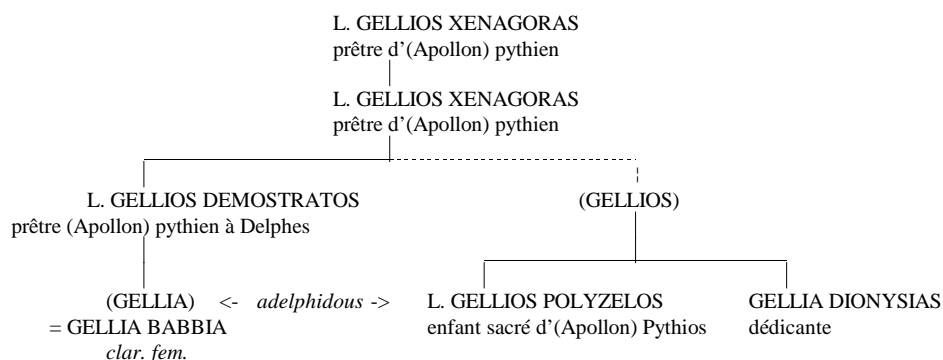 L. GELLIOS XENAGORAS
prêtre d’(Apollon) pythien
L. GELLIOS XENAGORAS
prêtre d’(Apollon) pythien
L. GELLIOS DEMOSTRATOS (GELLIOS)
prêtre (Apollon) pythien à Delphes
(GELLIA) <- adelphidous -> L. GELLIOS POLYZELOS GELLIA DIONYSIAS
= GELLIA BABBIA enfant sacré d’(Apollon) Pythios dédicante
clar. fem.